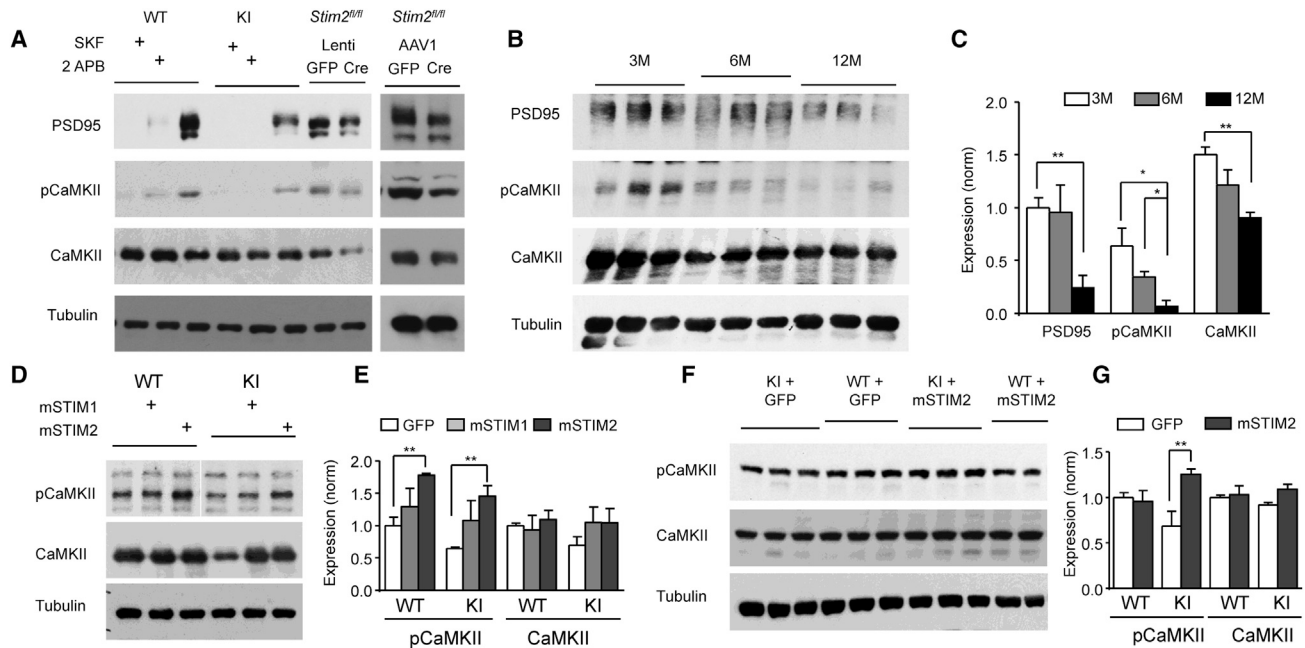 A
WT
KI
Stim2fl/fl
Stim2fl/fl
SKF + +
Lenti
AAV1
2 APB + +
GFP Cre
GFP Cre
PSD95
pCaMKII
CaMKII
Tubulin
B
3M
6M
12M
PSD95
pCaMKII
CaMKII
Tubulin
C
3M 6M 12M
Expression (norm)
2.0
1.5
1.0
0.5
0.0
**
*
*
**
PSD95
pCaMKII
CaMKII
D
WT
KI
mSTIM1 + +
mSTIM2 + +
pCaMKII
CaMKII
Tubulin
E
GFP mSTIM1 mSTIM2
Expression (norm)
2.0
1.5
1.0
0.5
0.0
**
**
WT KI WT KI
pCaMKII
CaMKII
F
KI + WT + KI + WT +
GFP GFP mSTIM2 mSTIM2
pCaMKII
CaMKII
Tubulin
G
GFP mSTIM2
Expression (norm)
1.5
1.0
0.5
0.0
**
WT KI WT KI
pCaMKII CaMKII